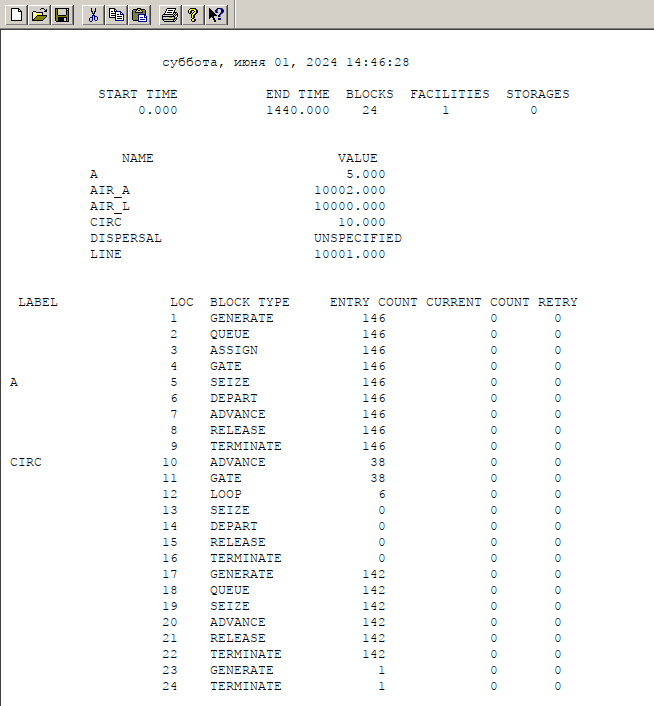 суббота, июня 01, 2024 14:46:28
START TIME END TIME BLOCKS FACILITIES STORAGES
0.000 1440.000 24 1 0
NAME VALUE
A 5.000
AIR_A 10002.000
AIR_L 10000.000
CIRC 10.000
DISPERSAL UNSPECIFIED
LINE 10001.000
LABEL LOC BLOCK TYPE ENTRY COUNT CURRENT COUNT RETRY
1 GENERATE 146 0 0
2 QUEUE 146 0 0
3 ASSIGN 146 0 0
4 GATE 146 0 0
A 5 SEIZE 146 0 0
6 DEPART 146 0 0
7 ADVANCE 146 0 0
8 RELEASE 146 0 0
9 TERMINATE 146 0 0
CIRC 10 ADVANCE 38 0 0
11 GATE 38 0 0
12 LOOP 6 0 0
13 SEIZE 0 0 0
14 DEPART 0 0 0
15 RELEASE 0 0 0
16 TERMINATE 0 0 0
17 GENERATE 142 0 0
18 QUEUE 142 0 0
19 SEIZE 142 0 0
20 ADVANCE 142 0 0
21 RELEASE 142 0 0
22 TERMINATE 142 0 0
23 GENERATE 1 0 0
24 TERMINATE 1 0 0